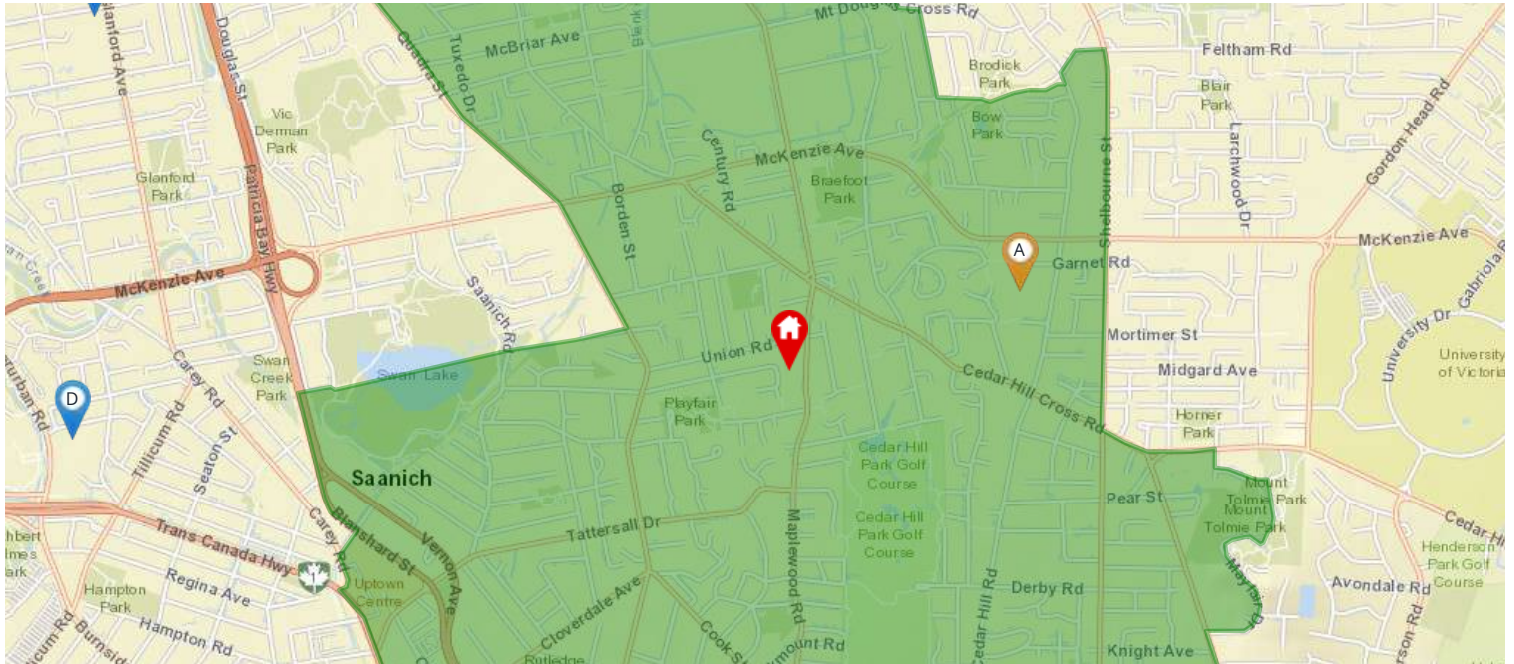 Mt Doug
Cross Rd
Douglas St
Quadra St
Tuxedo Dr
McBriar Ave
Feltham Rd
Brodick
Park
Blair
Park
Vic
Derman
Park
Bow
Park
Gordon Head Rd
Larchwood Dr
Century Rd
McKenzie Ave
Shelbourne St
Glanford
Park
Patricia Bay Hwy
Braefoot
Park
Borden St
McKenzie Ave
A
Garnet Rd
McKenzie Ave
Saanich Rd
University Dr
Union Rd
Mortimer St
University
of Victoria
Carey Rd
Swan
Creek
Park
Swan Lake
Midgard Ave
Cedar Hill Cross Rd
D
Tillicum Rd
Seaton St
Playfair
Park
Horner
Park
Cedar Hill
Park Golf
Course
Saanich
Mount
Tolmie Park
Mount
Tolmie Park
Pear St
Trans Canada Hwy
Carey Rd
Blanshard St
Vernon Ave
Tattersall Dr
Maplewood Rd
Cedar Hill
Park Golf
Course
Henderson
Park Golf
Course
1
Regina Ave
Hampton
Park
Uptown
Centre
Cloverdale Ave
Cedar Hill Rd
Derby Rd
Mayfair Dr
Avondale Rd
Hampton Rd
Cook St
Knight Ave